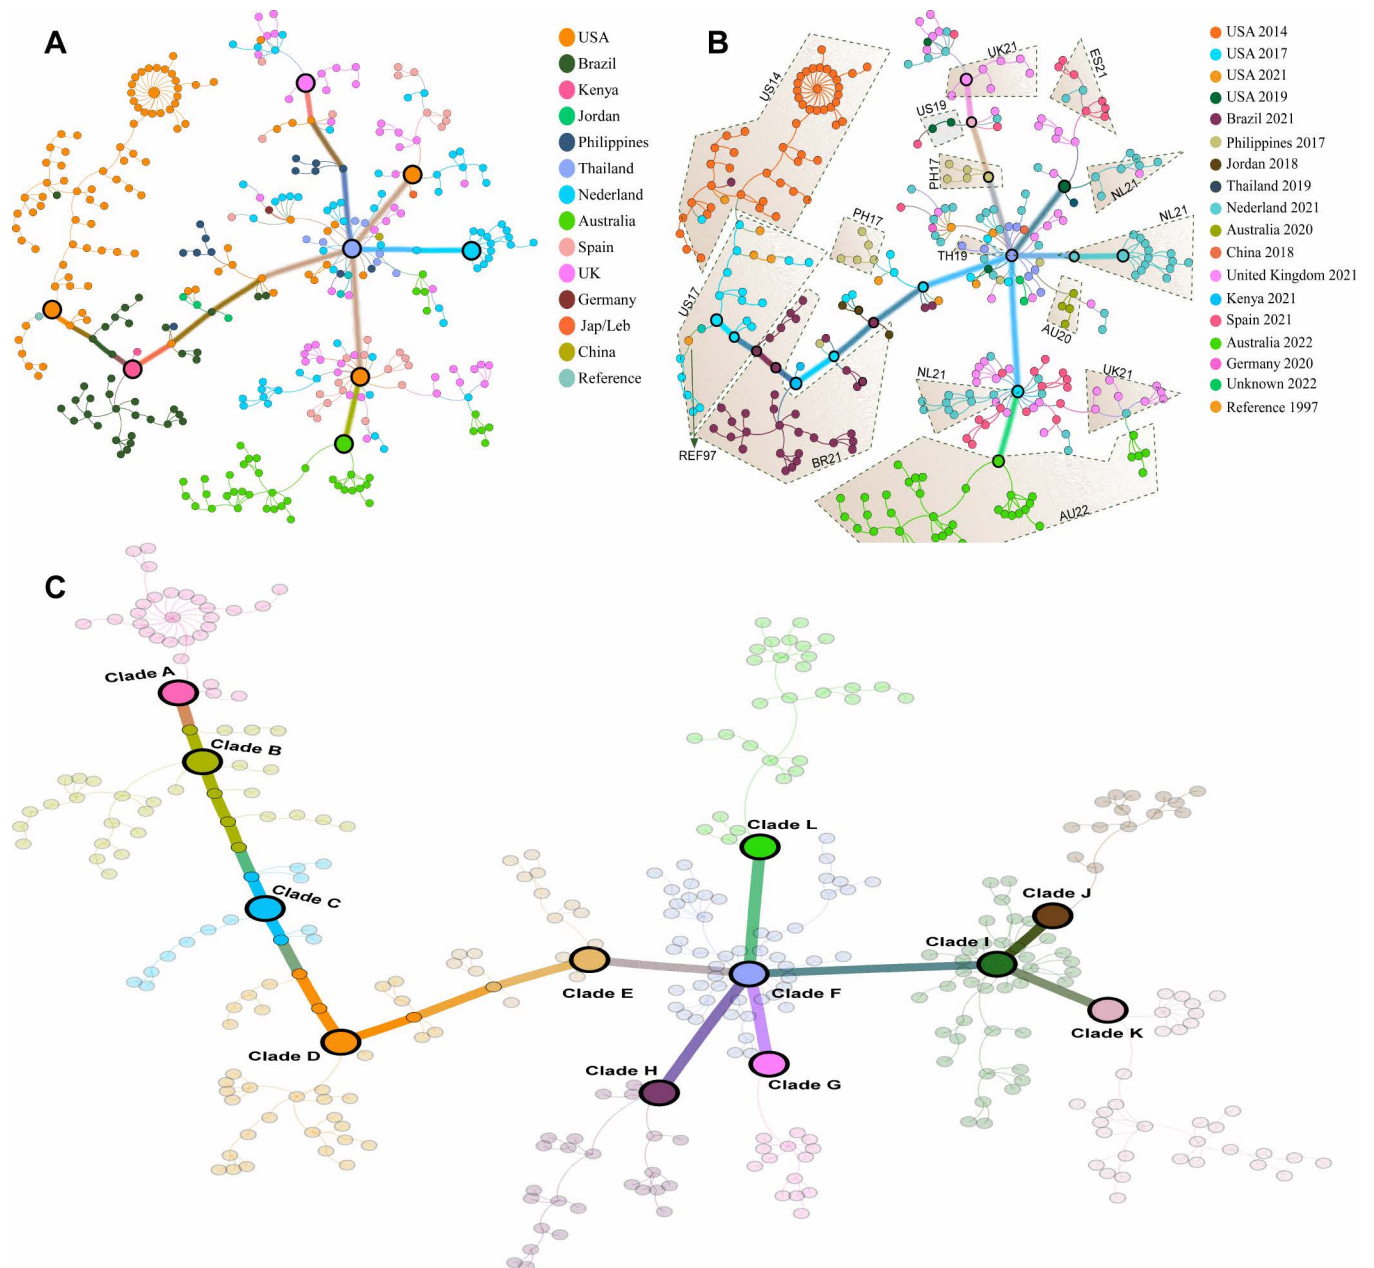 A
USA
Brazil
Kenya
Jordan
Philippines
Thailand
Nederland
Australia
Spain
UK
Germany
Jap/Leb
China
Reference
B
US14
UK21
ES21
US19
PH17
NL21
PH17
TH19
NL21
US17
AU20
NL21
UK21
REF97
BR21
AU22
USA 2014
USA 2017
USA 2021
USA 2019
Brazil 2021
Philippines 2017
Jordan 2018
Thailand 2019
Nederland 2021
Australia 2020
China 2018
United Kingdom 2021
Kenya 2021
Spain 2021
Australia 2022
Germany 2020
Unknown 2022
Reference 1997
C
Clade A
Clade B
Clade L
Clade C
Clade J
Clade I
Clade E
Clade F
Clade K
Clade D
Clade H
Clade G